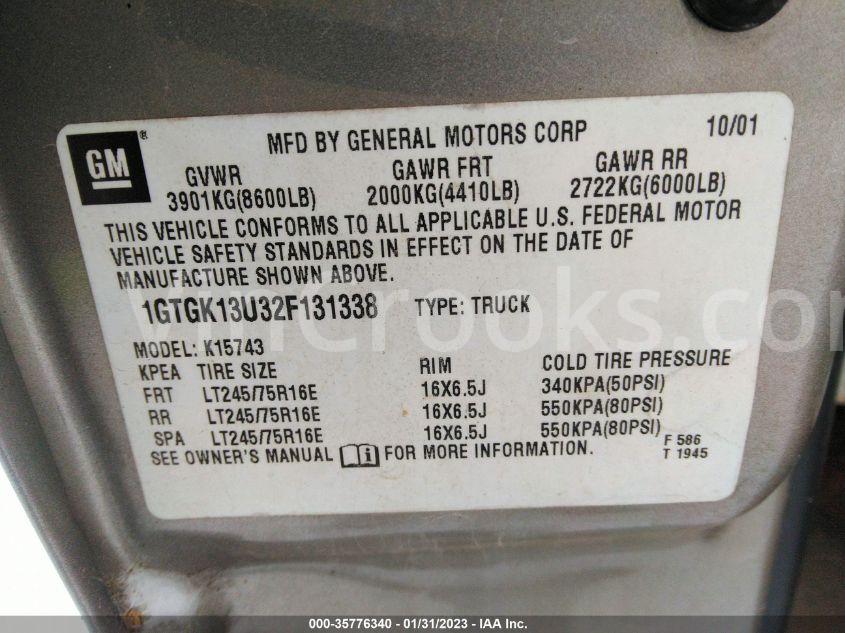 GM®
MFD BY GENERAL MOTORS CORP 10/01
GVWR GAWR FRT GAWR RR
3901KG(8600LB) 2000KG(4410LB) 2722KG(6000LB)
THIS VEHICLE CONFORMS TO ALL APPLICABLE U.S. FEDERAL MOTOR
VEHICLE SAFETY STANDARDS IN EFFECT ON THE DATE OF
MANUFACTURE SHOWN ABOVE.
1GTGK13U32F131338 TYPE: TRUCK
MODEL: K15743
KPEA TIRE SIZE RIM COLD TIRE PRESSURE
FRT LT245/75R16E 16X6.5J 340KPA(50PSI)
RR LT245/75R16E 16X6.5J 550KPA(80PSI)
SPA LT245/75R16E 16X6.5J 550KPA(80PSI)
SEE OWNER'S MANUAL i FOR MORE INFORMATION.
F 586
T 1945
VinCrooks.com
000-35776340 - 01/31/2023 - IAA Inc.